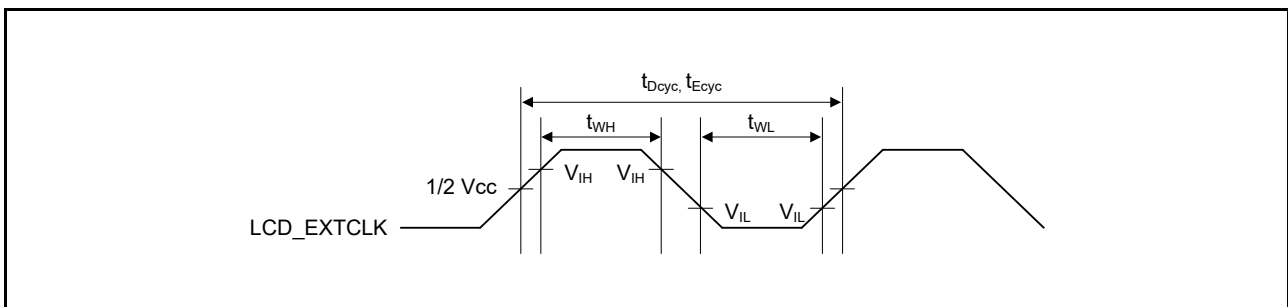 tDcyc, tEcyc
tWH tWL
VIH VIH
1/2 Vcc
VIL VIL
LCD_EXTCLK